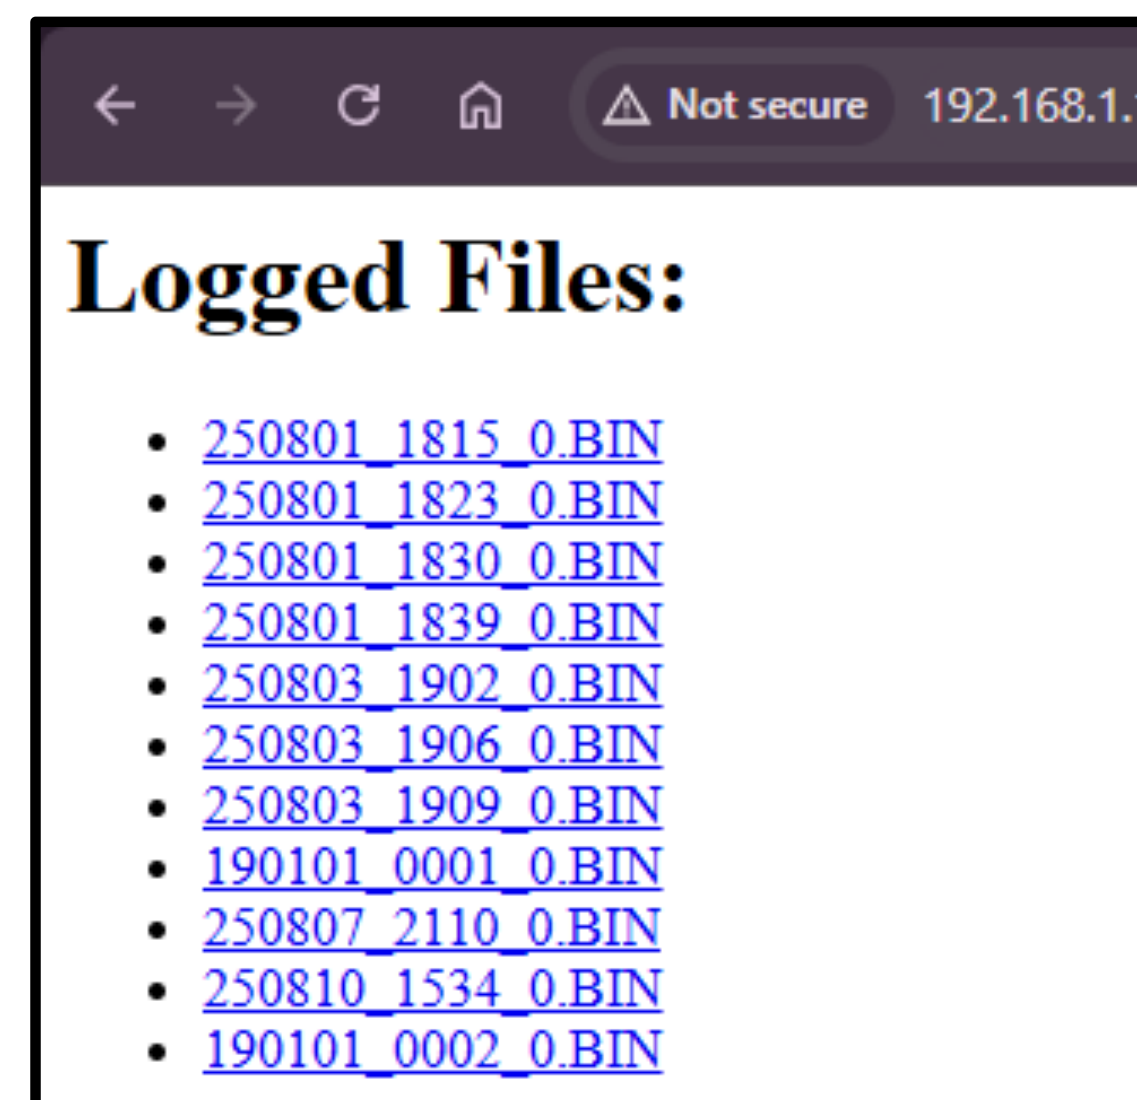 Not secure 192.168.1.
Logged Files:
250801_1815_0.BIN
250801_1823_0.BIN
250801_1830_0.BIN
250801_1839_0.BIN
250803_1902_0.BIN
250803_1906_0.BIN
250803_1909_0.BIN
190101_0001_0.BIN
250807_2110_0.BIN
250810_1534_0.BIN
190101_0002_0.BIN